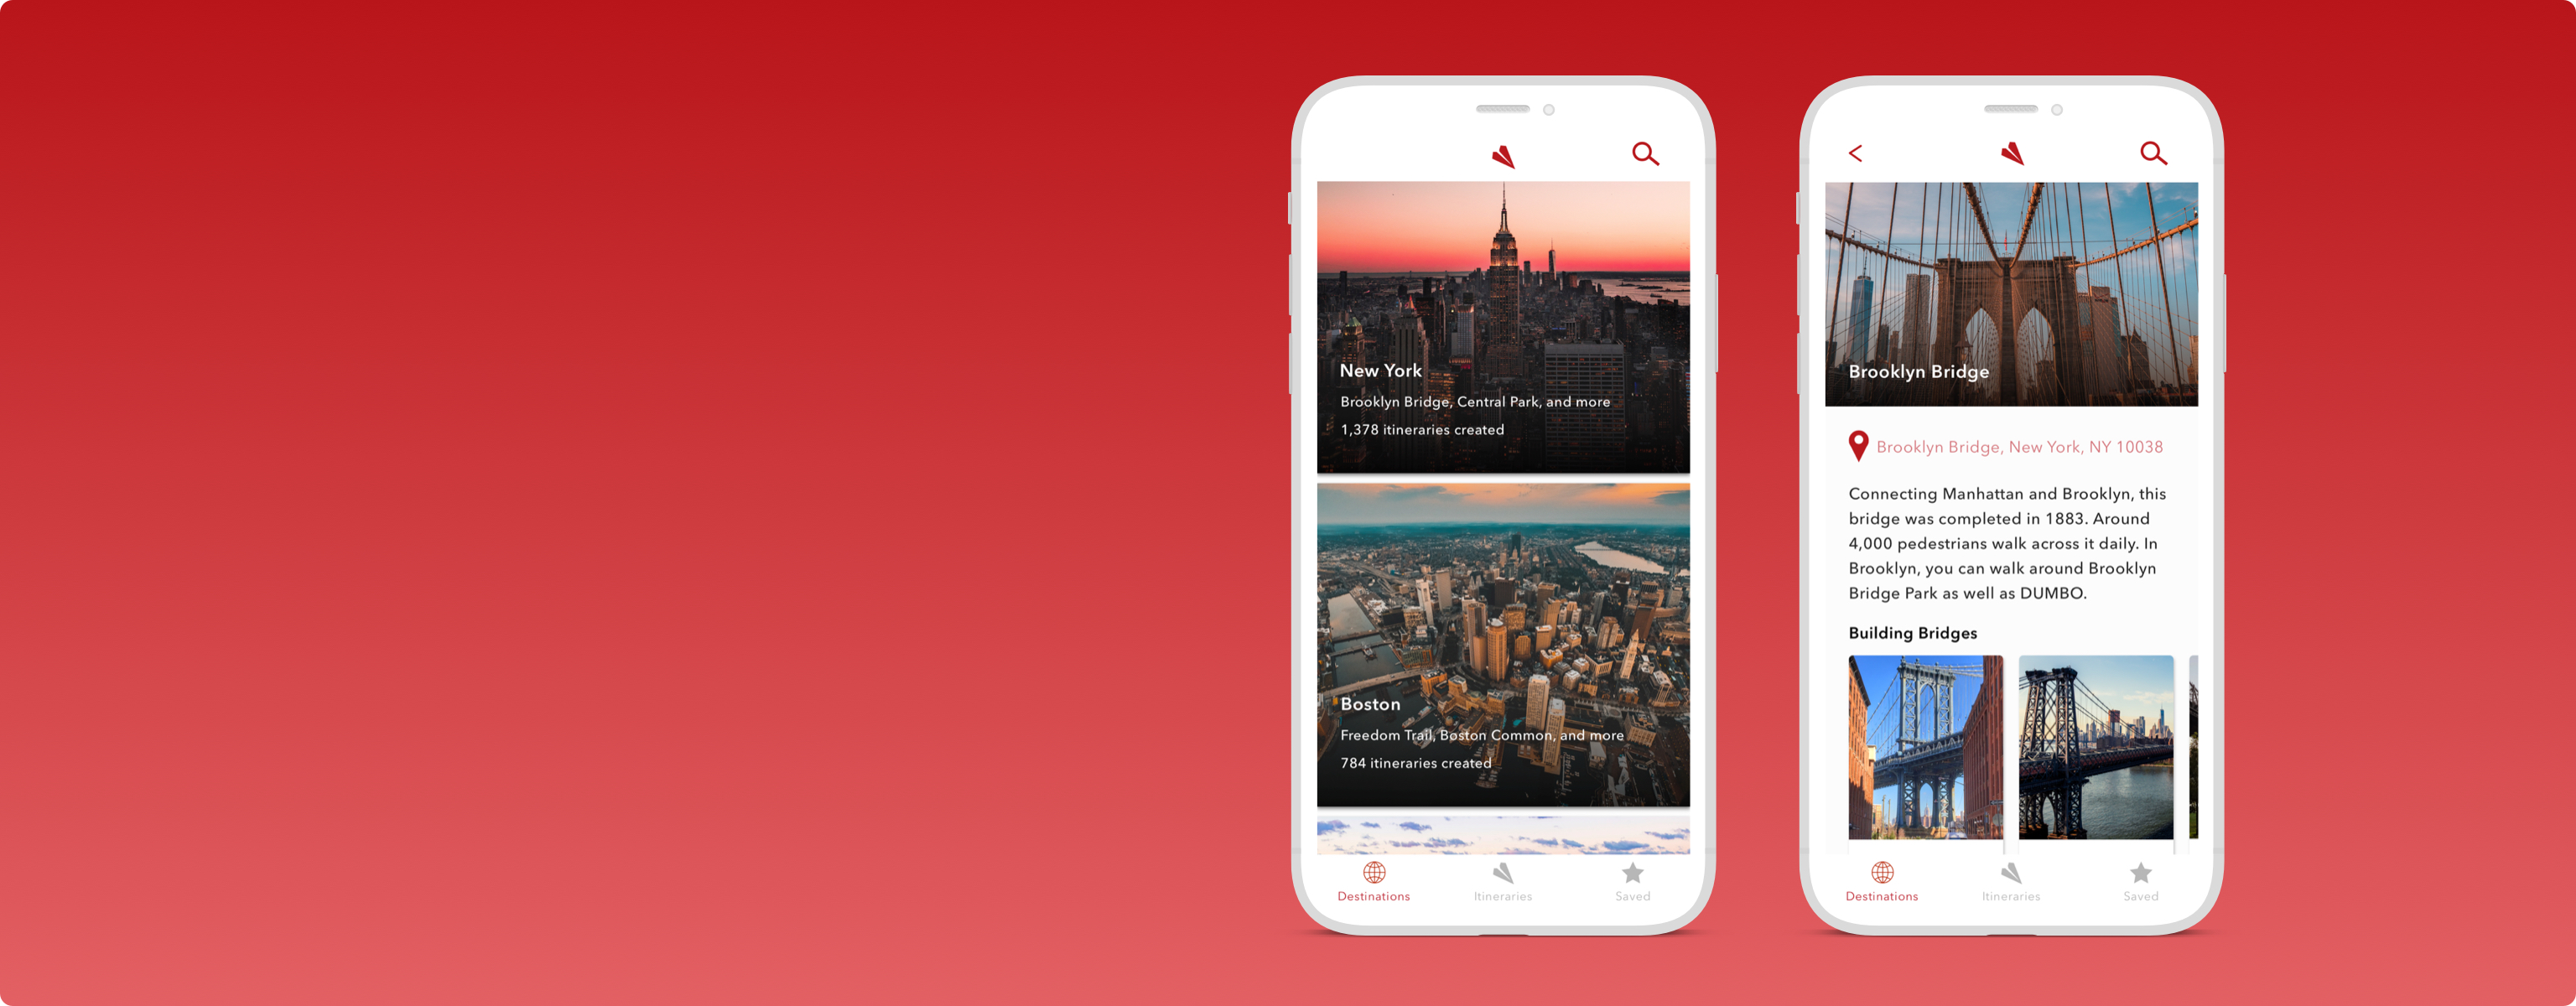 New York
Brooklyn Bridge, Central Park, and more
1,378 itineraries created
Boston
Freedom Trail, Boston Common, and more
784 itineraries created
Destinations
Itineraries
Saved
Brooklyn Bridge
Brooklyn Bridge, New York, NY 10038
Connecting Manhattan and Brooklyn, this
bridge was completed in 1883. Around
4,000 pedestrians walk across it daily. In
Brooklyn, you can walk around Brooklyn
Bridge Park as well as DUMBO.
Building Bridges
Destinations
Itineraries
Saved